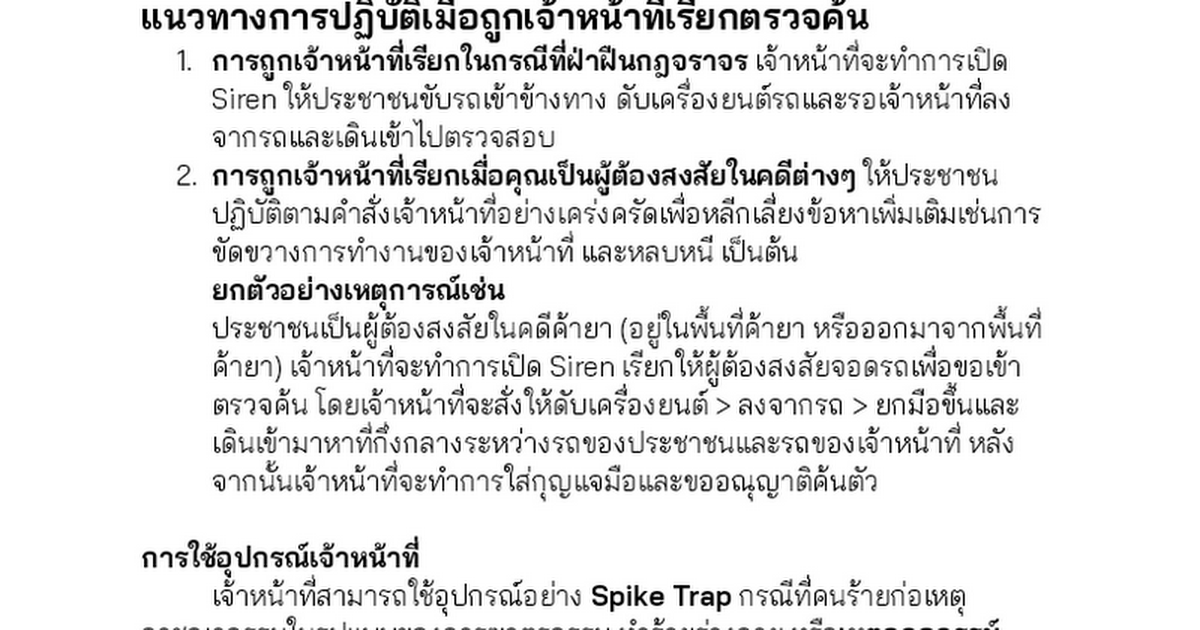 แนวทางการปฏิบัติเมื่อถูกเจ้าหน้าที่เรียกตรวจค้น
1. การถูกเจ้าหน้าที่เรียกในกรณีที่ฝ่าฝืนกฎจราจร เจ้าหน้าที่จะทำการเปิด
Siren ให้ประชาชนขับรถเข้าข้างทาง ดับเครื่องยนต์รถและรอเจ้าหน้าที่ลง
จากรถและเดินเข้าไปตรวจสอบ
2. การถูกเจ้าหน้าที่เรียกเมื่อคุณเป็นผู้ต้องสงสัยในคดีต่างๆ ให้ประชาชน
ปฏิบัติตามคำสั่งเจ้าหน้าที่อย่างเคร่งครัดเพื่อหลีกเลี่ยงข้อหาเพิ่มเติมเช่นการ
ขัดขวางการทำงานของเจ้าหน้าที่ และหลบหนี เป็นต้น
ยกตัวอย่างเหตุการณ์เช่น
ประชาชนเป็นผู้ต้องสงสัยในคดีค้ายา (อยู่ในพื้นที่ค้ายา หรือออกมาจากพื้นที่
ค้ายา) เจ้าหน้าที่จะทำการเปิด Siren เรียกให้ผู้ต้องสงสัยจอดรถเพื่อขอเข้า
ตรวจค้น โดยเจ้าหน้าที่จะสั่งให้ดับเครื่องยนต์ > ลงจากรถ > ยกมือขึ้นและ
เดินเข้ามาหาที่กึ่งกลางระหว่างรถของประชาชนและรถของเจ้าหน้าที่ หลัง
จากนั้นเจ้าหน้าที่จะทำการใส่กุญแจมือและขออณุญาติค้นตัว
การใช้อุปกรณ์เจ้าหน้าที่
เจ้าหน้าที่สามารถใช้อุปกรณ์อย่าง Spike Trap กรณีที่คนร้ายก่อเหตุ